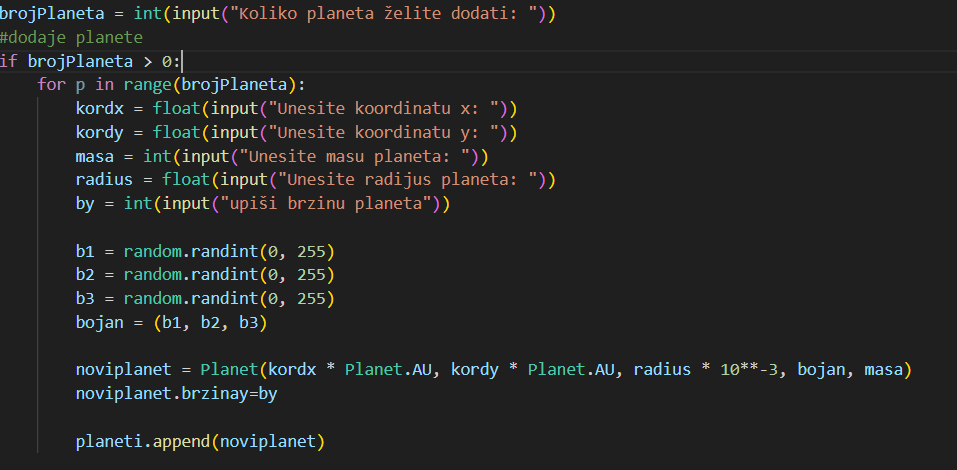 brojPlaneta = int(input("Koliko planeta želite dodati: "))
#dodaje planete
if brojPlaneta > 0:
    for p in range(brojPlaneta):
        kordx = float(input("Unesite koordinatu x: "))
        kordy = float(input("Unesite koordinatu y: "))
        masa = int(input("Unesite masu planeta: "))
        radius = float(input("Unesite radijus planeta: "))
        by = int(input("upiši brzinu planeta"))

        b1 = random.randint(0, 255)
        b2 = random.randint(0, 255)
        b3 = random.randint(0, 255)
        bojan = (b1, b2, b3)

        noviplanet = Planet(kordx * Planet.AU, kordy * Planet.AU, radius * 10**-3, bojan, masa)
        noviplanet.brzinay=by

        planeti.append(noviplanet)